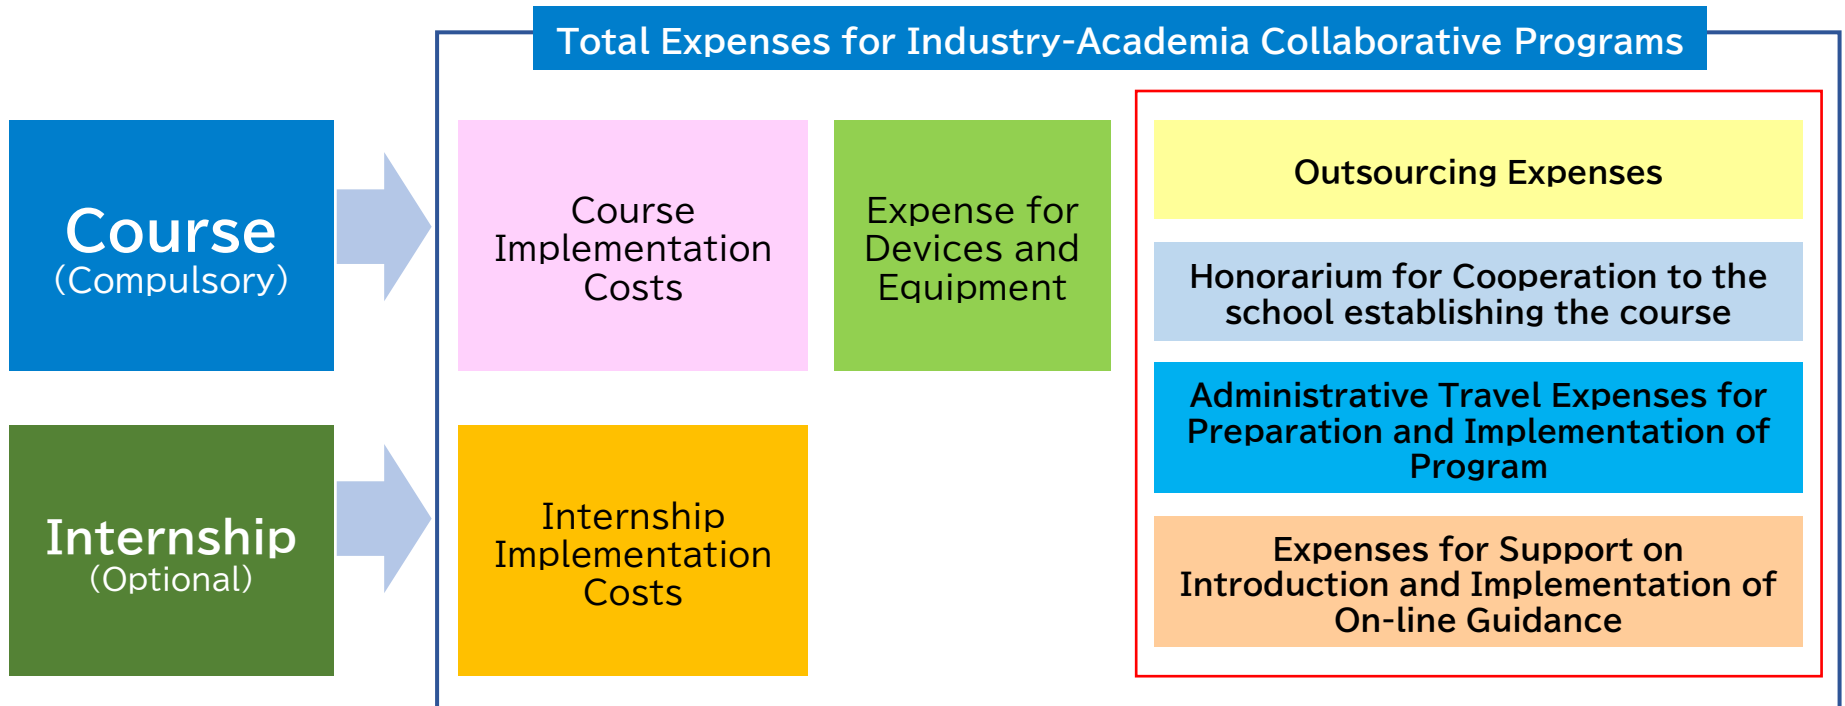 Total Expenses for Industry-Academia Collaborative Programs
Course
(Compulsory)
Course
Implementation
Costs
Expense for
Devices and
Equipment
Outsourcing Expenses
Honorarium for Cooperation to the
school establishing the course
Administrative Travel Expenses for
Preparation and Implementation of
Program
Internship
(Optional)
Internship
Implementation
Costs
Expenses for Support on
Introduction and Implementation of
On-line Guidance